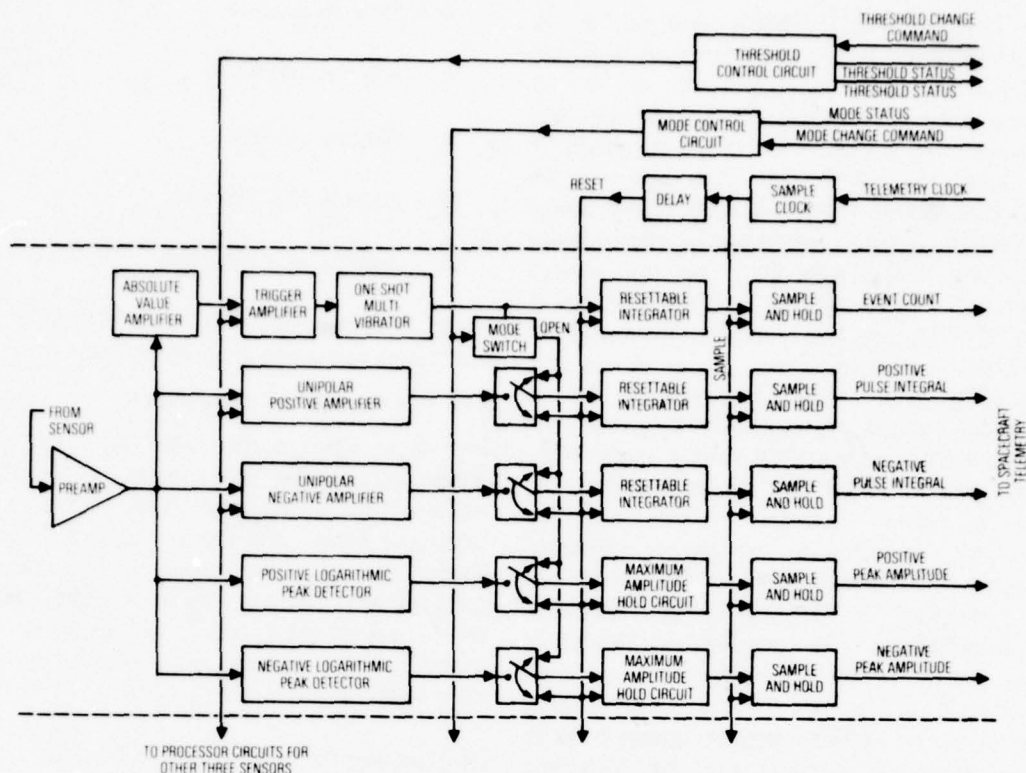 THRESHOLD CHANGE
COMMAND
THRESHOLD
CONTROL CIRCUIT
THRESHOLD STATUS
THRESHOLD STATUS
MODE STATUS
MODE CONTROL
CIRCUIT
MODE CHANGE COMMAND
RESET
DELAY
SAMPLE
CLOCK
TELEMETRY CLOCK
ABSOLUTE
VALUE
AMPLIFIER
TRIGGER
AMPLIFIER
ONE SHOT
MULTI
VIBRATOR
MODE
SWITCH
OPEN
RESETTABLE
INTEGRATOR
SAMPLE
SAMPLE
AND HOLD
EVENT COUNT
UNIPOLAR
POSITIVE AMPLIFIER
RESETTABLE
INTEGRATOR
SAMPLE
AND HOLD
POSITIVE
PULSE INTEGRAL
FROM
SENSOR
PREAMP
UNIPOLAR
NEGATIVE AMPLIFIER
RESETTABLE
INTEGRATOR
SAMPLE
AND HOLD
NEGATIVE
PULSE INTEGRAL
TO SPACECRAFT
TELEMETRY
POSITIVE LOGARITHMIC
PEAK DETECTOR
MAXIMUM
AMPLITUDE
HOLD CIRCUIT
SAMPLE
AND HOLD
POSITIVE
PEAK AMPLITUDE
NEGATIVE LOGARITHMIC
PEAK DETECTOR
MAXIMUM
AMPLITUDE
HOLD CIRCUIT
SAMPLE
AND HOLD
NEGATIVE
PEAK AMPLITUDE
TO PROCESSOR CIRCUITS FOR
OTHER THREE SENSORS